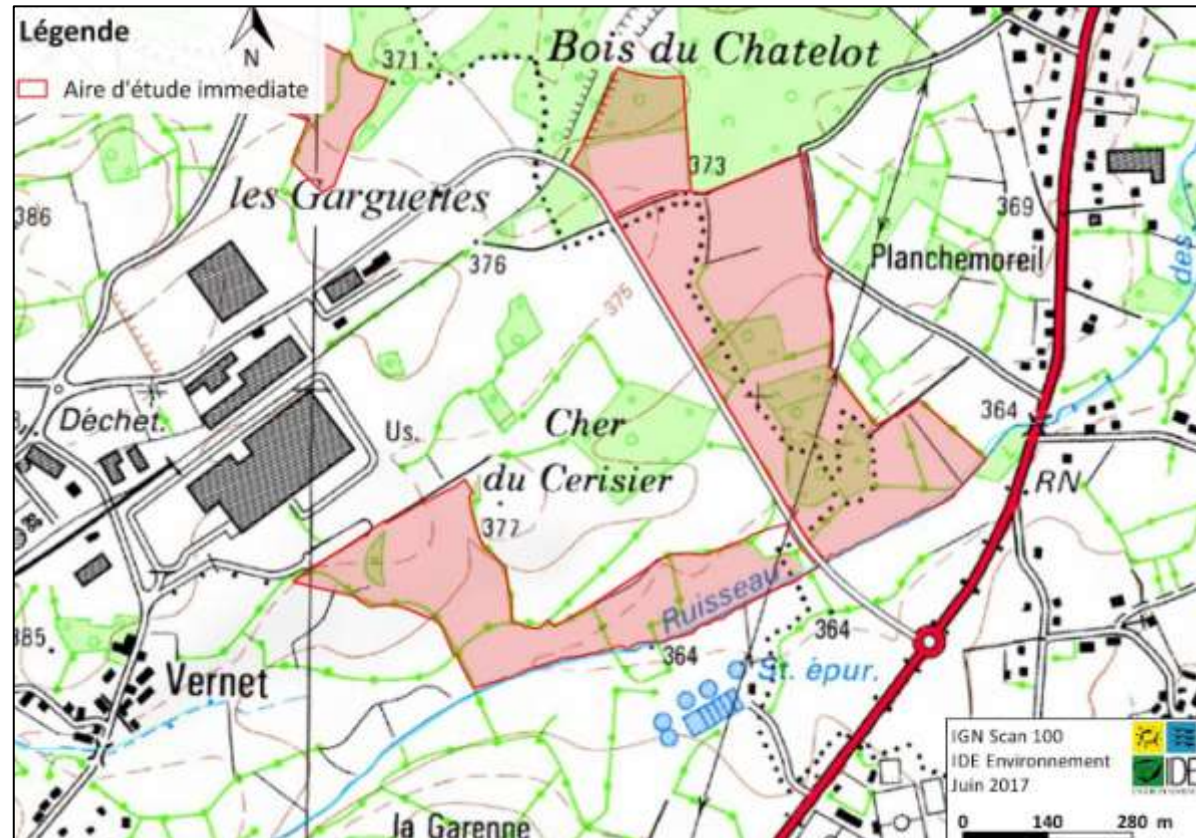 Légende
N
Aire d'étude immediate
371
Bois du Chatelot
373
369
386
les Garguettes
376
375
Planchemoreil
des
364
Déchet.
Us.
Cher
du Cerisier
377
RN
Ruisseau
385
364
364
Vernet
St. épur.
la Garenne
IGN Scan 100
IDE Environnement
Juin 2017
IDE
0 140 280 m